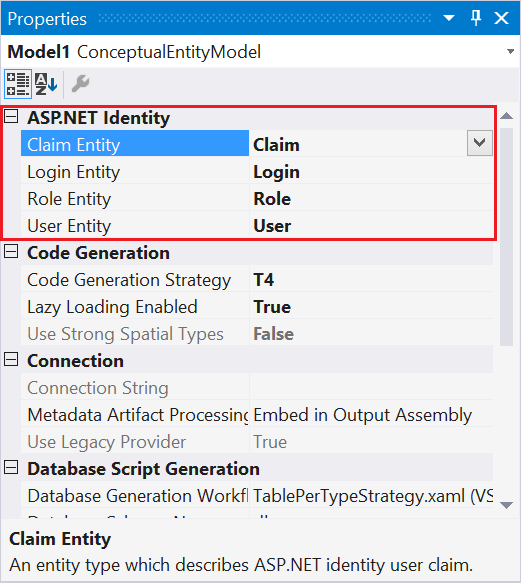 Properties
Model1 ConceptualEntityModel
ASP.NET Identity
Claim Entity Claim
Login Entity Login
Role Entity Role
User Entity User
Code Generation
Code Generation Strategy T4
Lazy Loading Enabled True
Use Strong Spatial Types False
Connection
Connection String
Metadata Artifact Processing Embed in Output Assembly
Use Legacy Provider True
Database Script Generation
Database Generation Workfl TablePerTypeStrategy.xaml (VS
Claim Entity
An entity type which describes ASP.NET identity user claim.